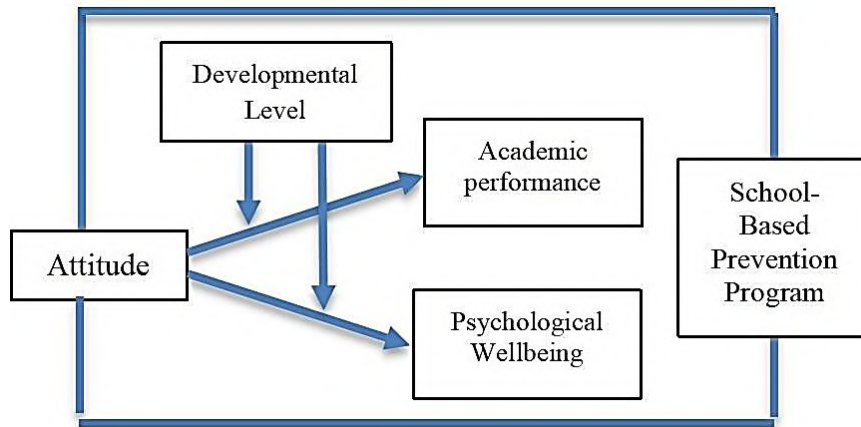 Developmental
Level
Academic
performance
School-
Based
Prevention
Program
Attitude
Psychological
Wellbeing